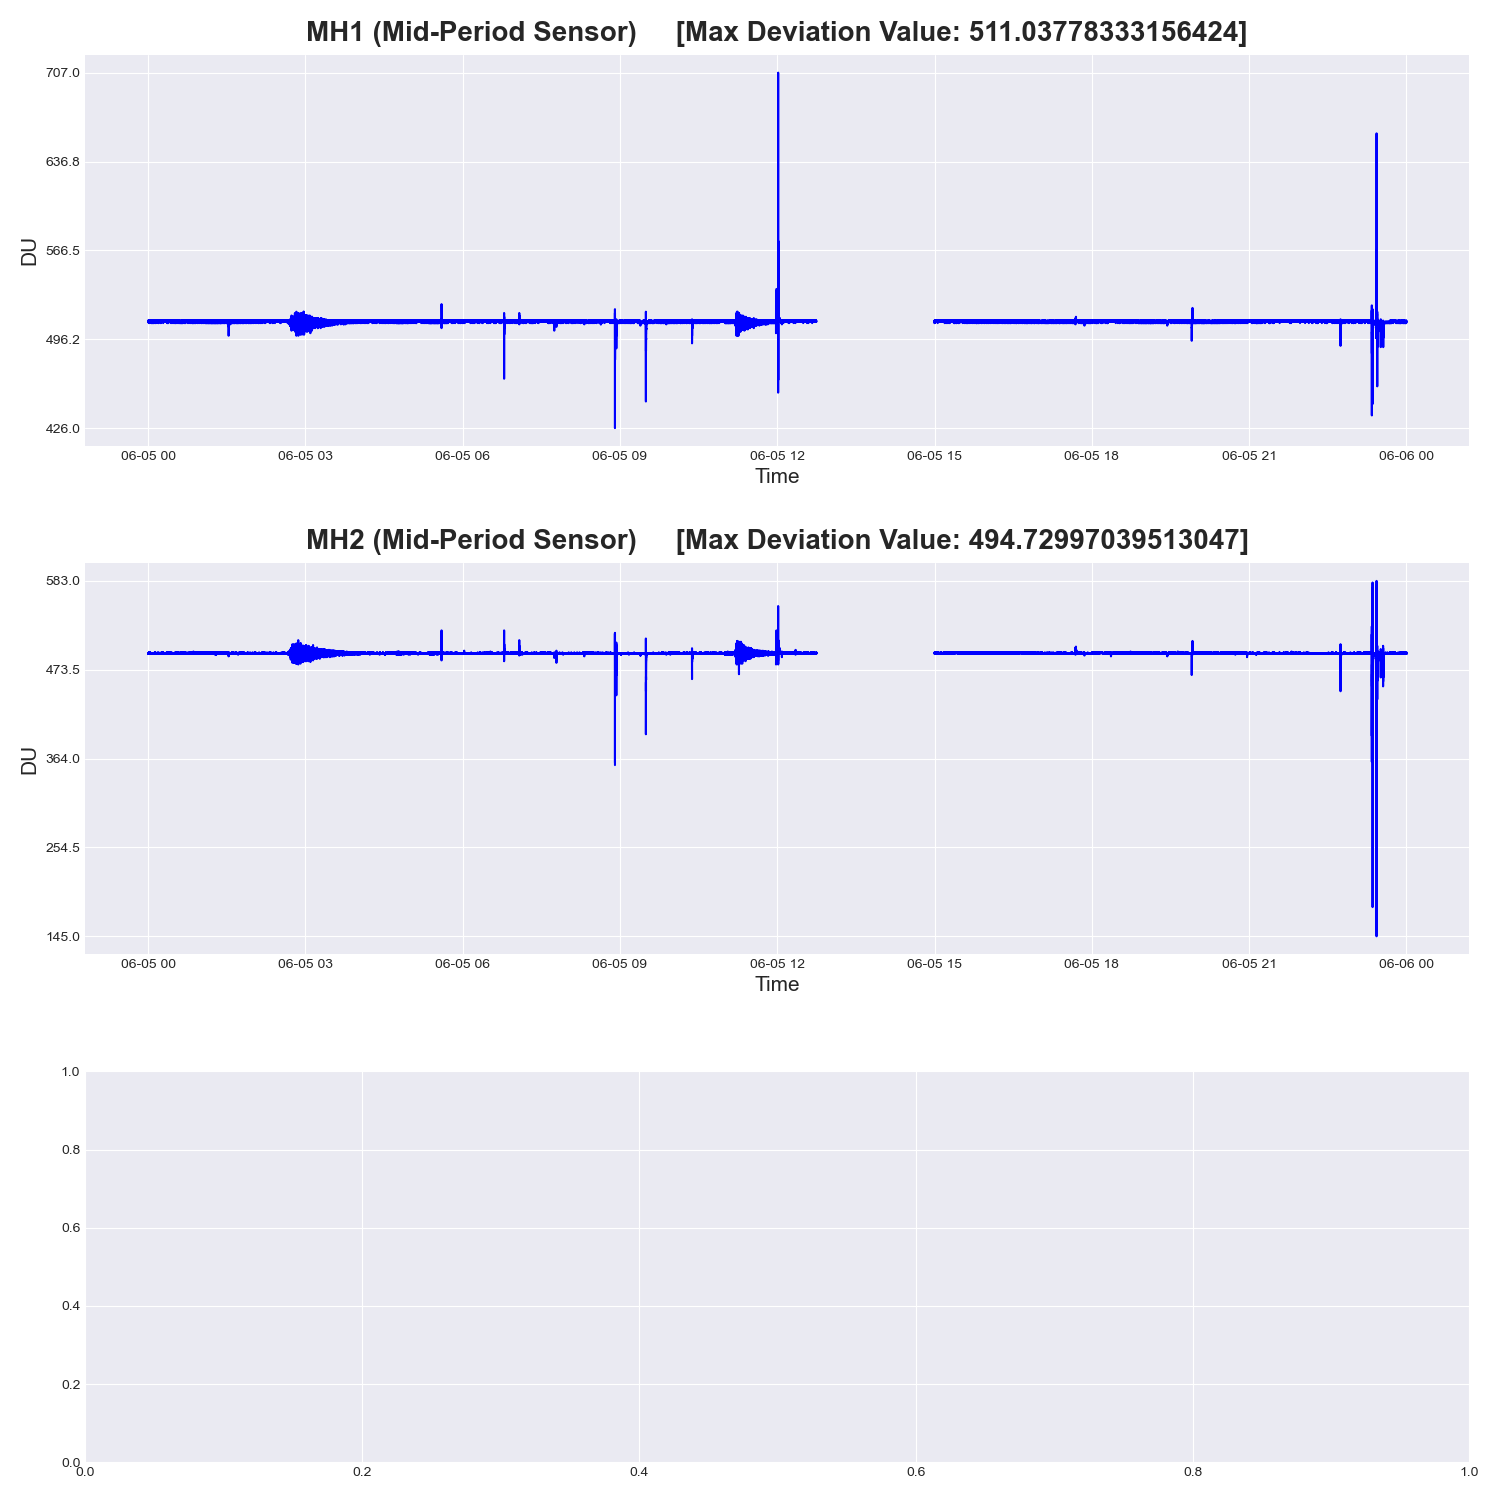 MH1 (Mid-Period Sensor) [Max Deviation Value: 511.03778333156424]
707.0
636.8
566.5
496.2
426.0
DU
06-05 00 06-05 03 06-05 06 06-05 09 06-05 12 06-05 15 06-05 18 06-05 21 06-06 00
Time
MH2 (Mid-Period Sensor) [Max Deviation Value: 494.72997039513047]
583.0
473.5
364.0
254.5
145.0
DU
06-05 00 06-05 03 06-05 06 06-05 09 06-05 12 06-05 15 06-05 18 06-05 21 06-06 00
Time
1.0
0.8
0.6
0.4
0.2
0.0
0.0 0.2 0.4 0.6 0.8 1.0